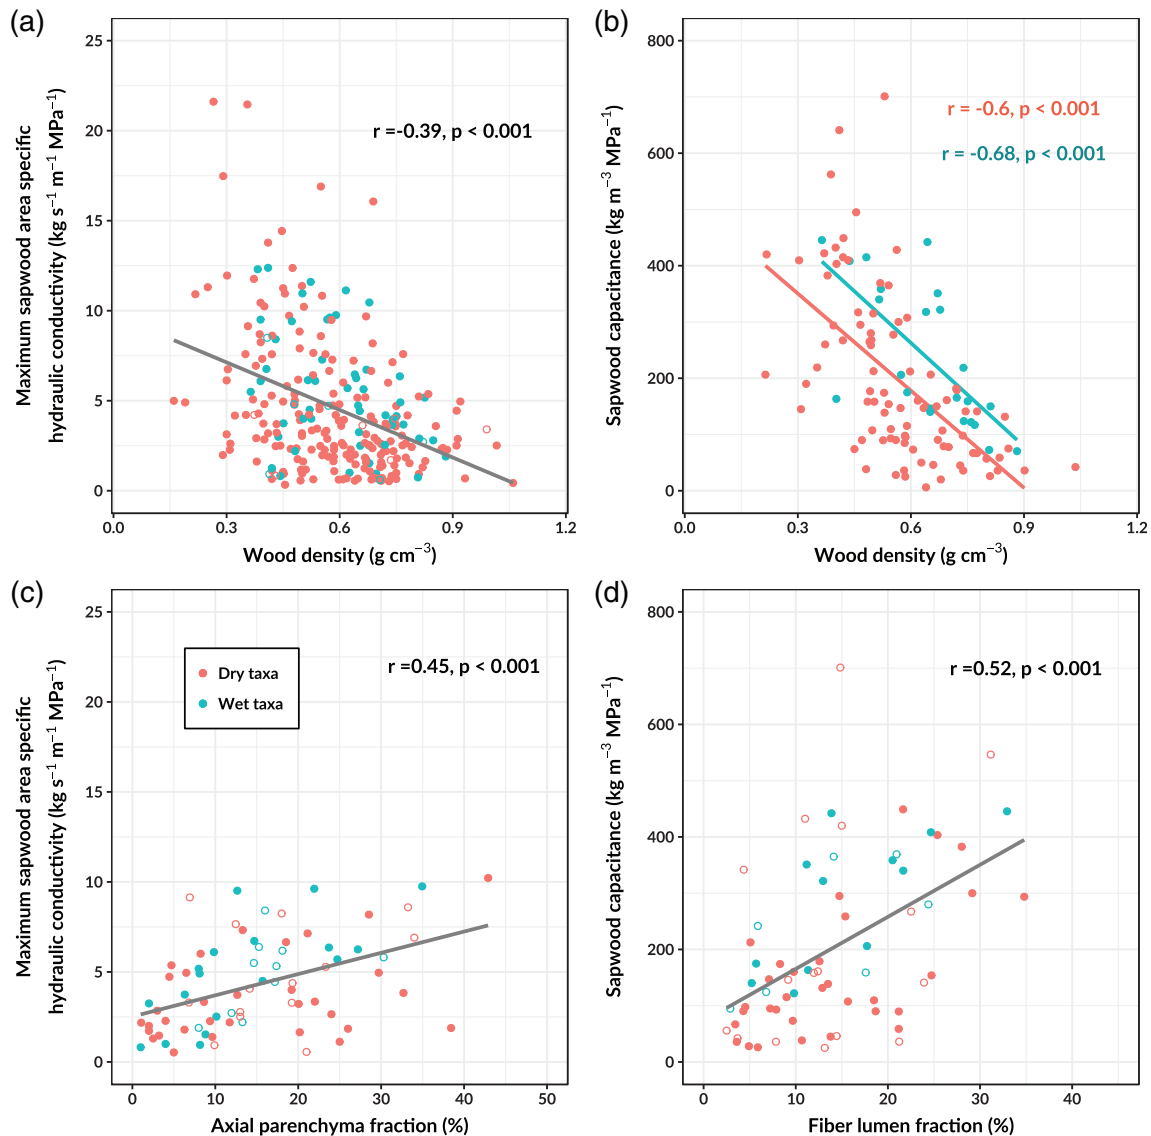 (a)
25
20
15
10
5
0
Maximum sapwood area specific
hydraulic conductivity (kg s⁻¹ m⁻¹ MPa⁻¹)
r =-0.39, p < 0.001
0.0 0.3 0.6 0.9 1.2
Wood density (g cm⁻³)
(b)
800
600
400
200
0
Sapwood capacitance (kg m⁻³ MPa⁻¹)
r = -0.6, p < 0.001
r = -0.68, p < 0.001
0.0 0.3 0.6 0.9 1.2
Wood density (g cm⁻³)
(c)
25
20
15
10
5
0
Maximum sapwood area specific
hydraulic conductivity (kg s⁻¹ m⁻¹ MPa⁻¹)
Dry taxa
Wet taxa
r =0.45, p < 0.001
0 10 20 30 40 50
Axial parenchyma fraction (%)
(d)
800
600
400
200
0
Sapwood capacitance (kg m⁻³ MPa⁻¹)
r =0.52, p < 0.001
0 10 20 30 40
Fiber lumen fraction (%)